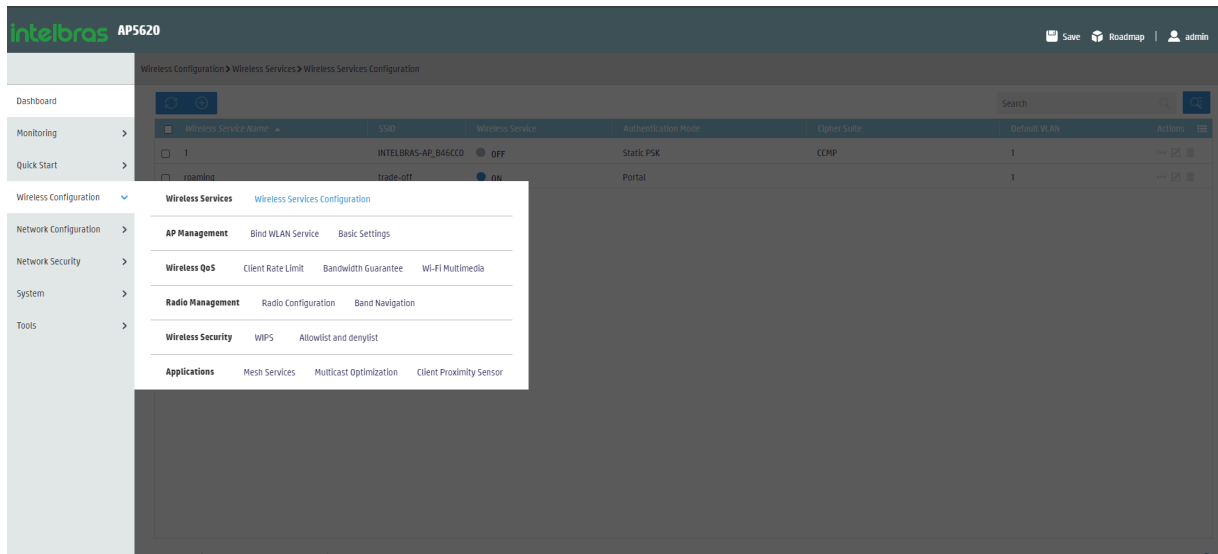 intelbras AP5620
Save Roadmap | admin
Wireless Configuration > Wireless Services > Wireless Services Configuration
Dashboard
Monitoring
Quick Start
Wireless Configuration
Network Configuration
Network Security
System
Tools
Search
Wireless Service Name SSID Wireless Service Authentication Mode Cipher Suite Default VLAN Actions
1 INTELBRAS-AP_B46CC0 OFF Static PSK CCMP 1
roaming trade-off ON Portal 1
Wireless Services Wireless Services Configuration
AP Management Bind WLAN Service Basic Settings
Wireless QoS Client Rate Limit Bandwidth Guarantee Wi-Fi Multimedia
Radio Management Radio Configuration Band Navigation
Wireless Security WIPS Allowlist and denylist
Applications Mesh Services Multicast Optimization Client Proximity Sensor